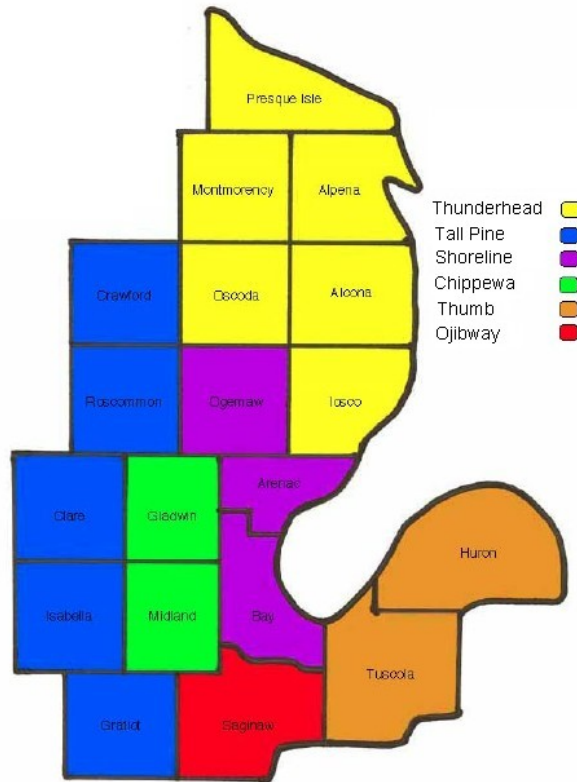 Presque Isle
Montmorency
Alpena
Thunderhead
Tall Pine
Shoreline
Chippewa
Thumb
Ojibway
Crawford
Oscoda
Alcona
Roscommon
Ogemaw
Iosco
Clare
Gladwin
Arenac
Huron
Isabella
Midland
Bay
Tuscola
Gratiot
Saginaw